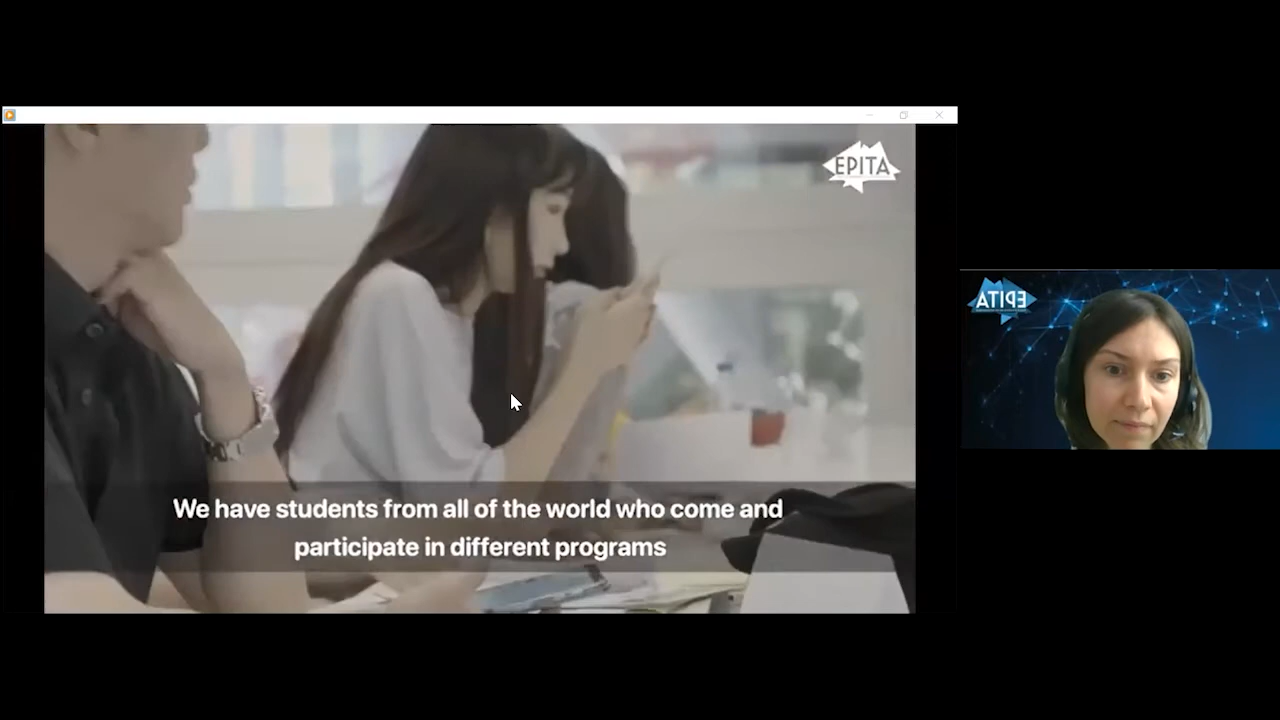 EPITA
We have students from all of the world who come and
participate in different programs
EPITA